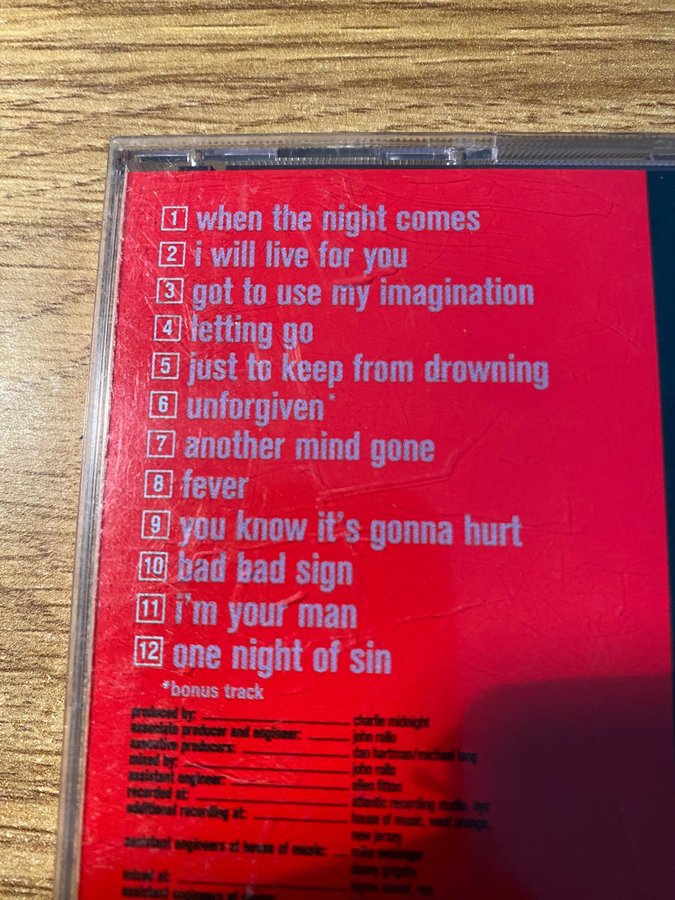 1 when the night comes
2 i will live for you
3 got to use my imagination
4 letting go
5 just to keep from drowning
6 unforgiven*
7 another mind gone
8 fever
9 you know it's gonna hurt
10 bad bad sign
11 i'm your man
12 one night of sin
*bonus track
produced by: charlie midnight
associate producer and engineer: john rollo
executive producers: dan hartman/michael lang
mixed by: john rollo
assistant engineer: ellen fitton
recorded at: atlantic recording studio, nyc
additional recording at: house of music, west orange,
new jersey
assistant engineers at house of music:
mixed at:
assistant engineers